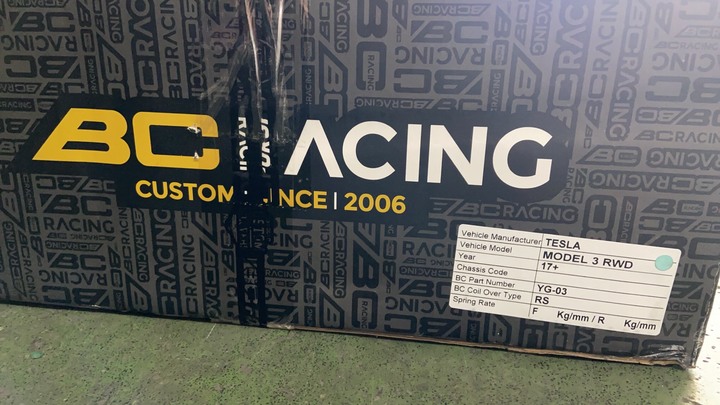 BC ACING
CUSTOM NCE | 2006
Vehicle Manufacturer TESLA
Vehicle Model MODEL 3 RWD
Year 17+
Chassis Code
BC Part Number YG-03
BC Coil Over Type RS
Spring Rate F Kg/mm / R Kg/mm